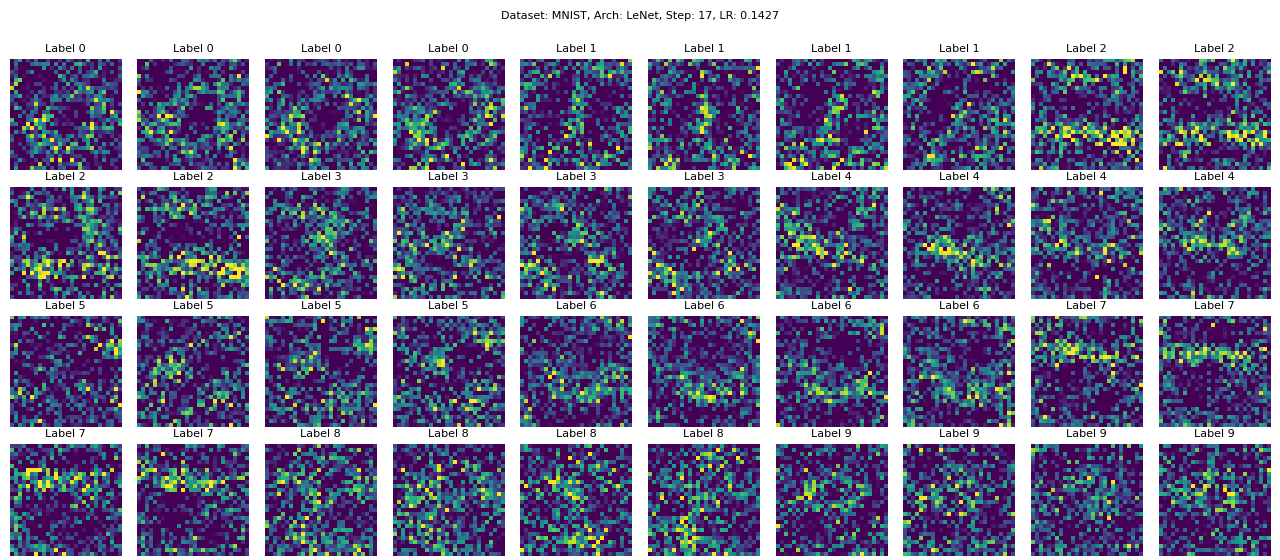 Dataset: MNIST, Arch: LeNet, Step: 17, LR: 0.1427
Label 0 Label 0 Label 0 Label 0 Label 1 Label 1 Label 1 Label 1 Label 2 Label 2
Label 2 Label 2 Label 3 Label 3 Label 3 Label 3 Label 4 Label 4 Label 4 Label 4
Label 5 Label 5 Label 5 Label 5 Label 6 Label 6 Label 6 Label 6 Label 7 Label 7
Label 7 Label 7 Label 8 Label 8 Label 8 Label 8 Label 9 Label 9 Label 9 Label 9